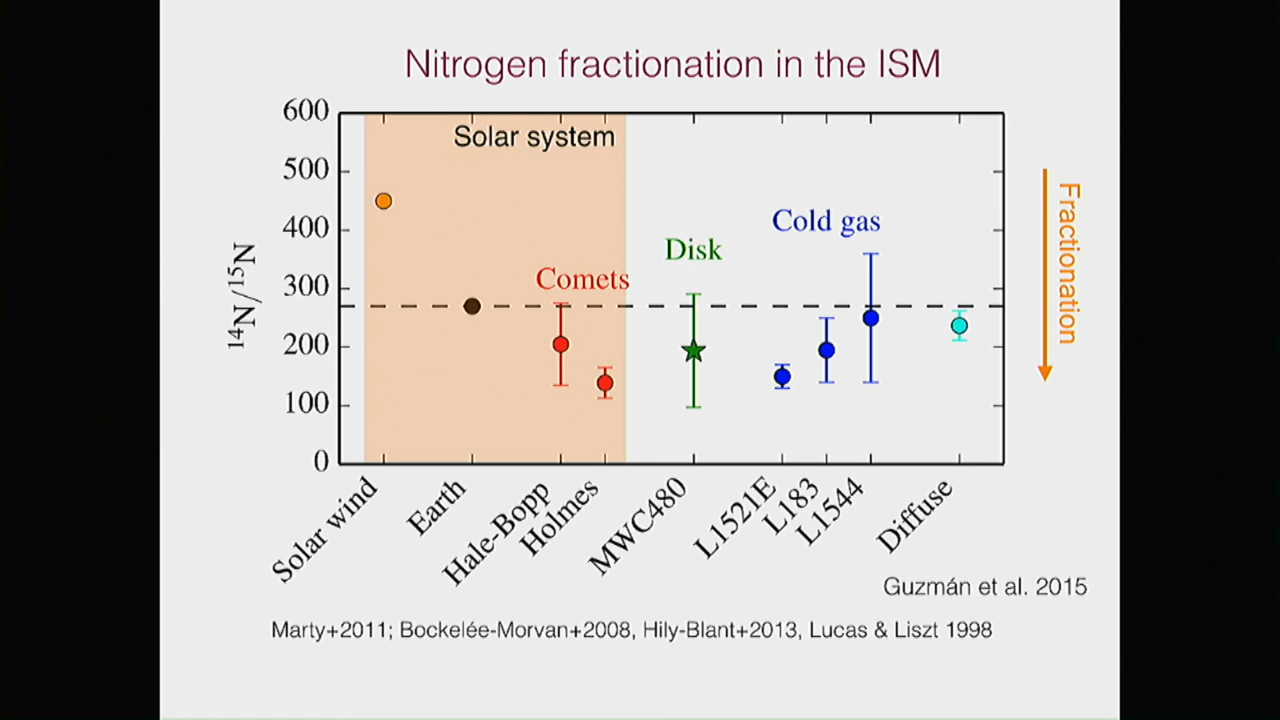 Nitrogen fractionation in the ISM
600
500
400
300
200
100
0
14N/15N
Solar system
Comets
Disk
Cold gas
Fractionation
Solar wind
Earth
Hale-Bopp
Holmes
MWC480
L1521E
L183
L1544
Diffuse
Guzmán et al. 2015
Marty+2011; Bockelée-Morvan+2008, Hily-Blant+2013, Lucas & Liszt 1998